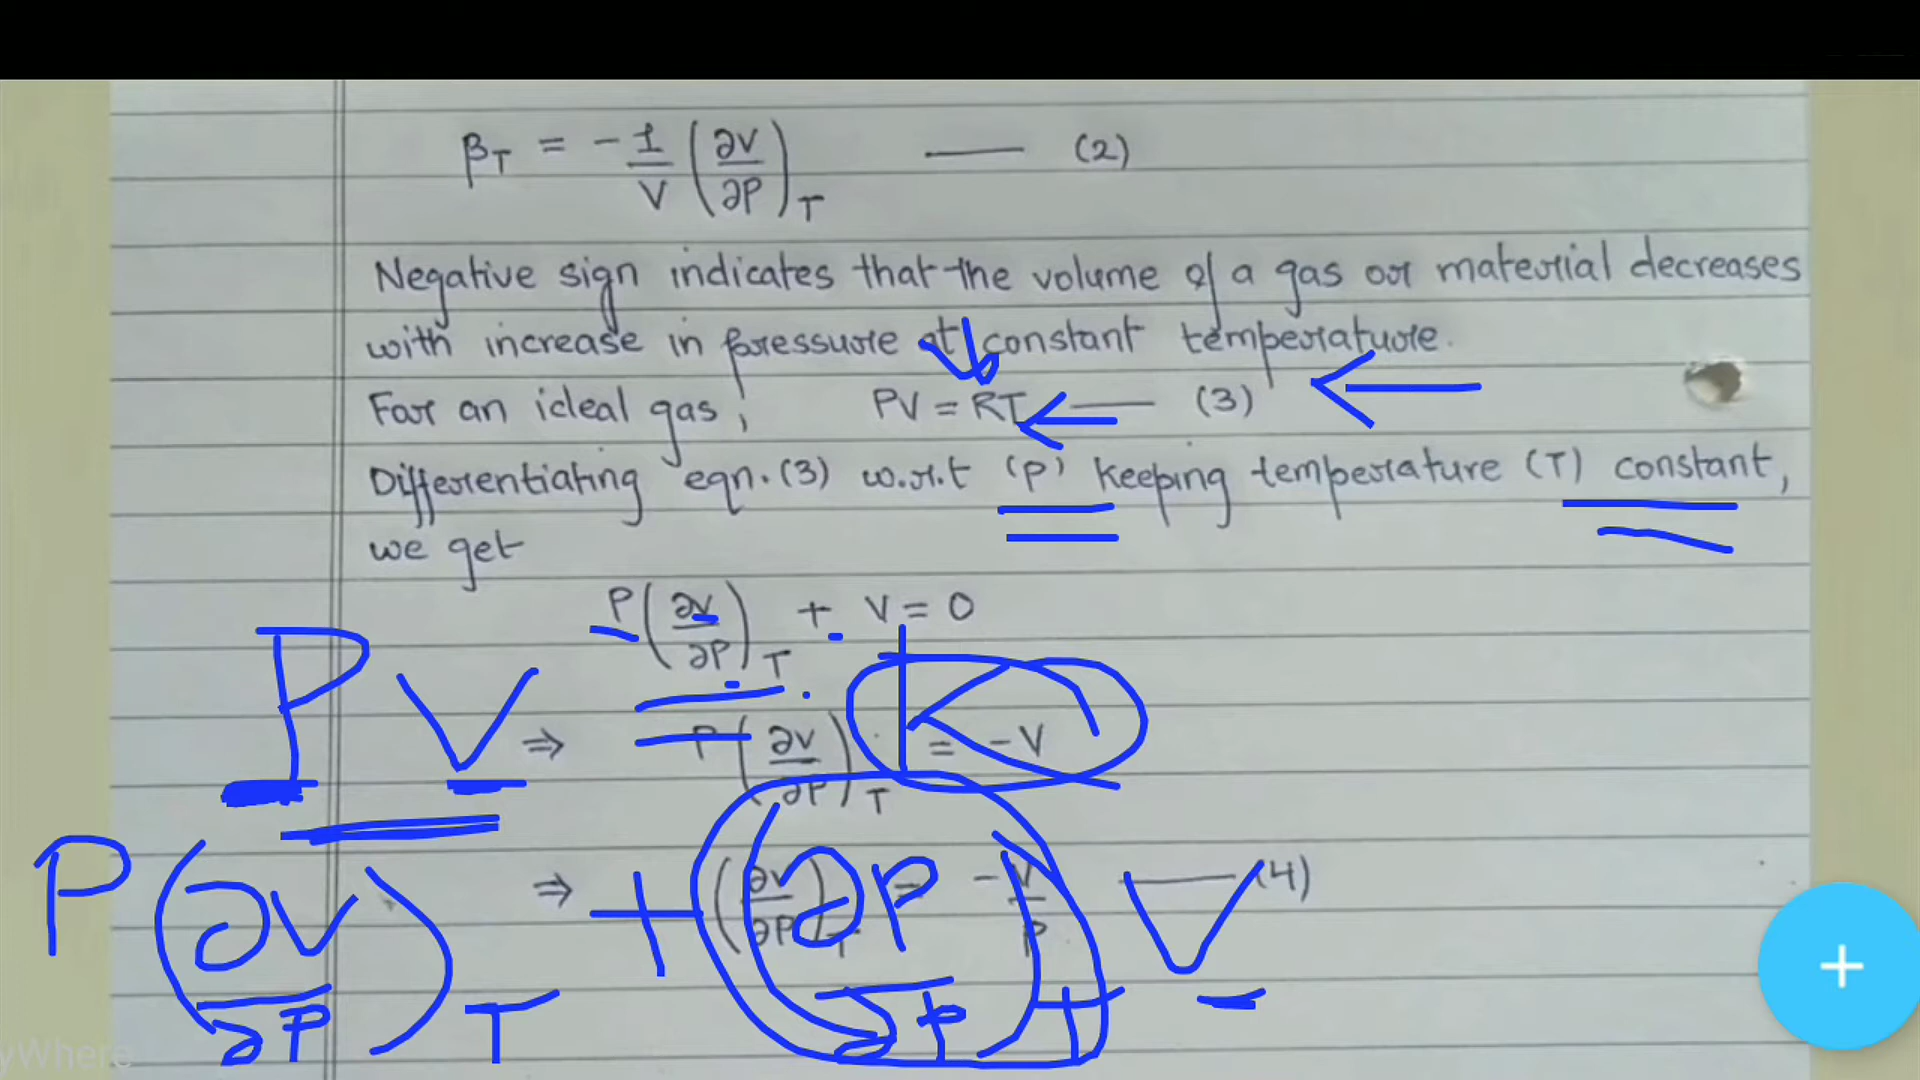 βT = -1/V (∂V/∂P)T —— (2)
Negative sign indicates that the volume of a gas or material decreases
with increase in pressure at constant temperature.
For an ideal gas, PV = RT —— (3)
Differentiating eqn. (3) w.r.t (P) keeping temperature (T) constant,
we get
P(∂V/∂P)T + V = 0
⇒ P(∂V/∂P)T = -V
⇒ (∂V/∂P)T = -V/P —— (4)
PV
K
P(∂V/∂P)T + (∂P/∂P)T V
yWhere
+